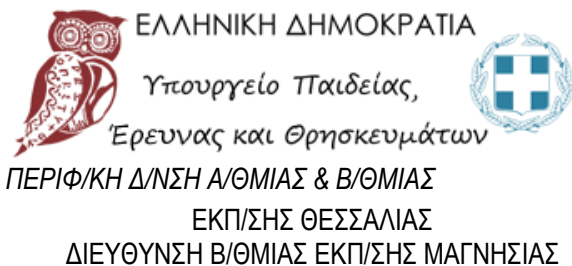 ΕΛΛΗΝΙΚΗ ΔΗΜΟΚΡΑΤΙΑ
Υπουργείο Παιδείας,
Έρευνας και Θρησκευμάτων
ΠΕΡΙΦ/ΚΗ Δ/ΝΣΗ Α/ΘΜΙΑΣ & Β/ΘΜΙΑΣ
ΕΚΠ/ΣΗΣ ΘΕΣΣΑΛΙΑΣ
ΔΙΕΥΘΥΝΣΗ Β/ΘΜΙΑΣ ΕΚΠ/ΣΗΣ ΜΑΓΝΗΣΙΑΣ